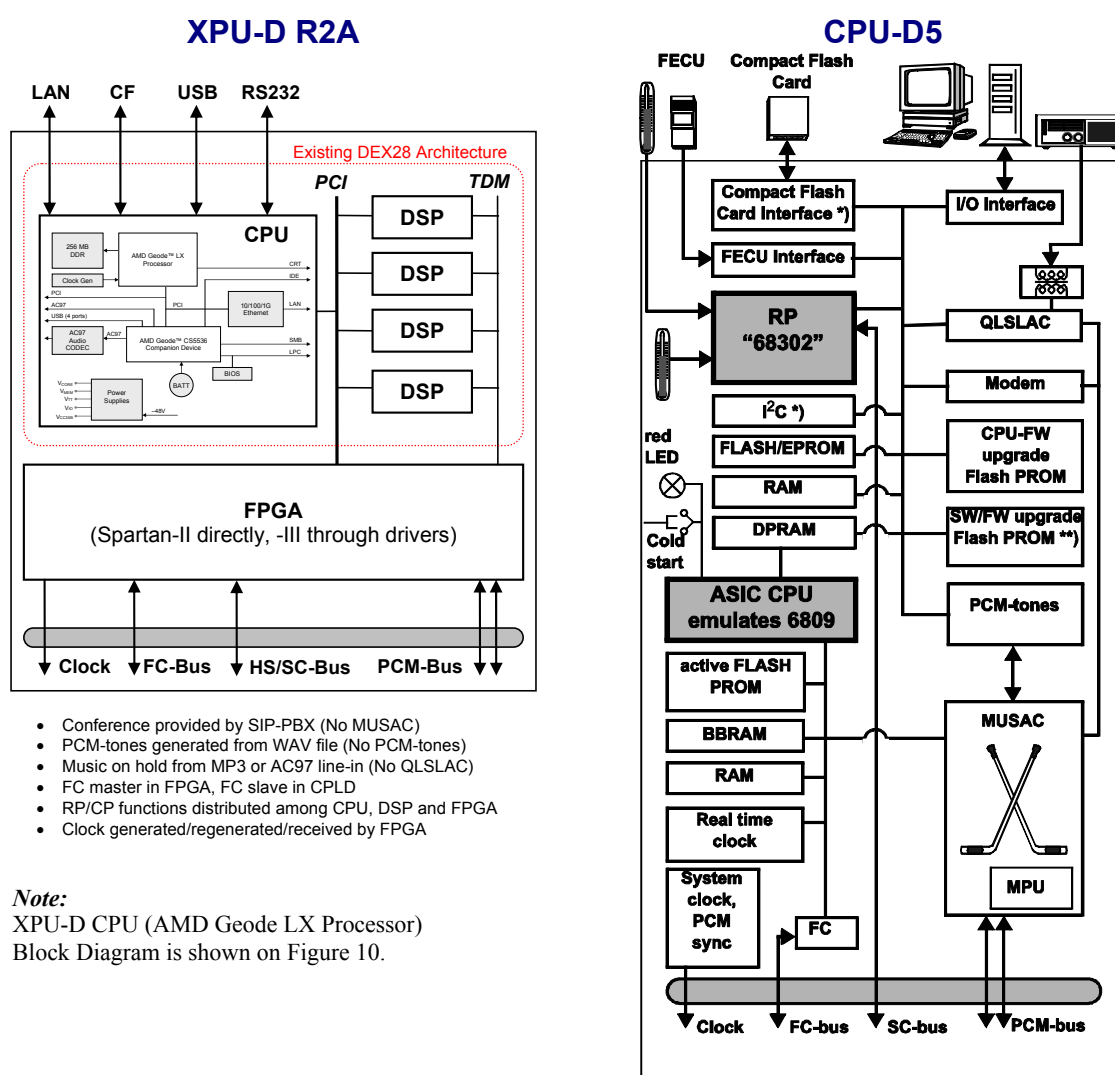 XPU-D R2A
LAN CF USB RS232
Existing DEX28 Architecture
PCI TDM
CPU
256 MB
DDR
AMD Geode™ LX
Processor
Clock Gen
CRT
IDE
PCI
AC97
USB (4 ports)
PCI
10/100/1G
Ethernet
LAN
AC97
Audio
CODEC
AC97
AMD Geode™ CS5536
Companion Device
SMB
LPC
BATT
BIOS
VCORE
VMEM
VTT
VIO
VCC3SB
Power
Supplies
–48V
DSP
DSP
DSP
DSP
FPGA
(Spartan-II directly, -III through drivers)
Clock FC-Bus HS/SC-Bus PCM-Bus
• Conference provided by SIP-PBX (No MUSAC)
• PCM-tones generated from WAV file (No PCM-tones)
• Music on hold from MP3 or AC97 line-in (No QLSLAC)
• FC master in FPGA, FC slave in CPLD
• RP/CP functions distributed among CPU, DSP and FPGA
• Clock generated/regenerated/received by FPGA
Note:
XPU-D CPU (AMD Geode LX Processor)
Block Diagram is shown on Figure 10.
CPU-D5
FECU
Compact Flash
Card
Compact Flash
Card Interface *)
I/O Interface
FECU Interface
RP
“68302”
QLSLAC
Modem
I2C *)
red
LED
FLASH/EPROM
CPU-FW
upgrade
Flash PROM
RAM
Cold
start
DPRAM
SW/FW upgrade
Flash PROM **)
ASIC CPU
emulates 6809
PCM-tones
active FLASH
PROM
BBRAM
MUSAC
RAM
Real time
clock
MPU
System
clock,
PCM
sync
FC
Clock FC-bus SC-bus PCM-bus